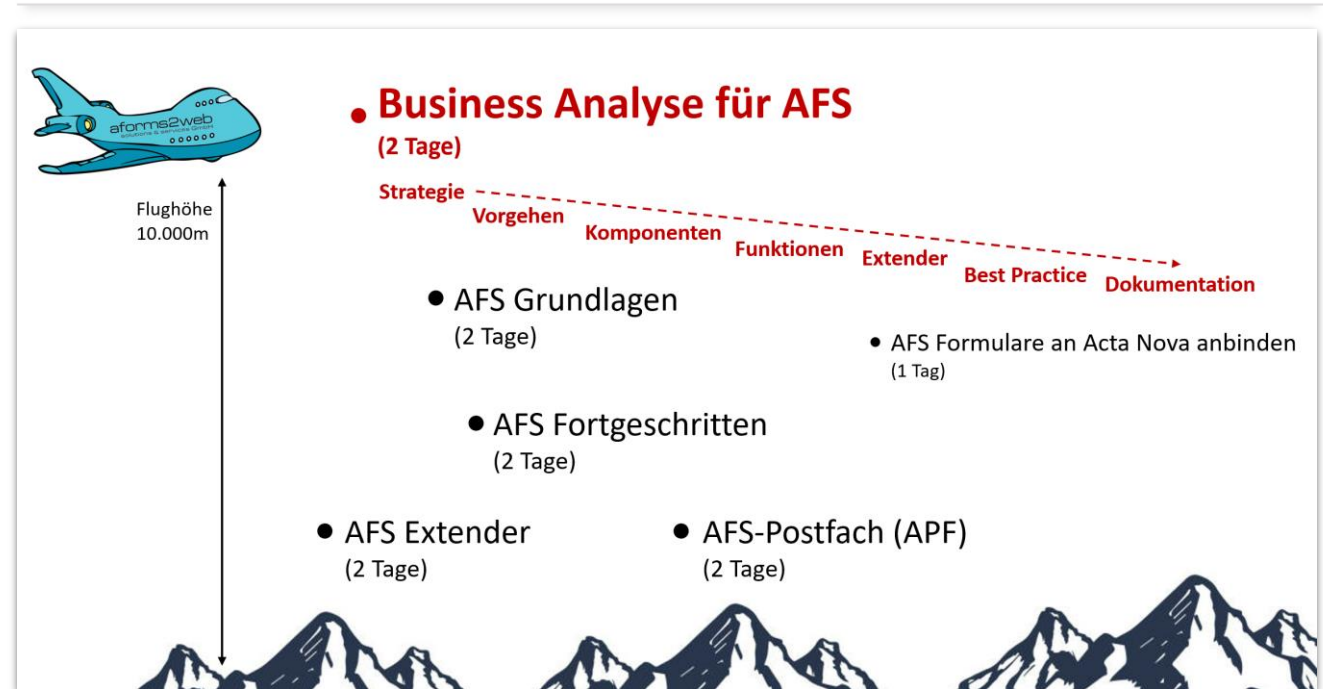 aforms2web
solutions & services GmbH
• Business Analyse für AFS
(2 Tage)
Flughöhe
10.000m
Strategie
Vorgehen
Komponenten
Funktionen
Extender
Best Practice
Dokumentation
• AFS Grundlagen
(2 Tage)
• AFS Formulare an Acta Nova anbinden
(1 Tag)
• AFS Fortgeschritten
(2 Tage)
• AFS Extender
(2 Tage)
• AFS-Postfach (APF)
(2 Tage)